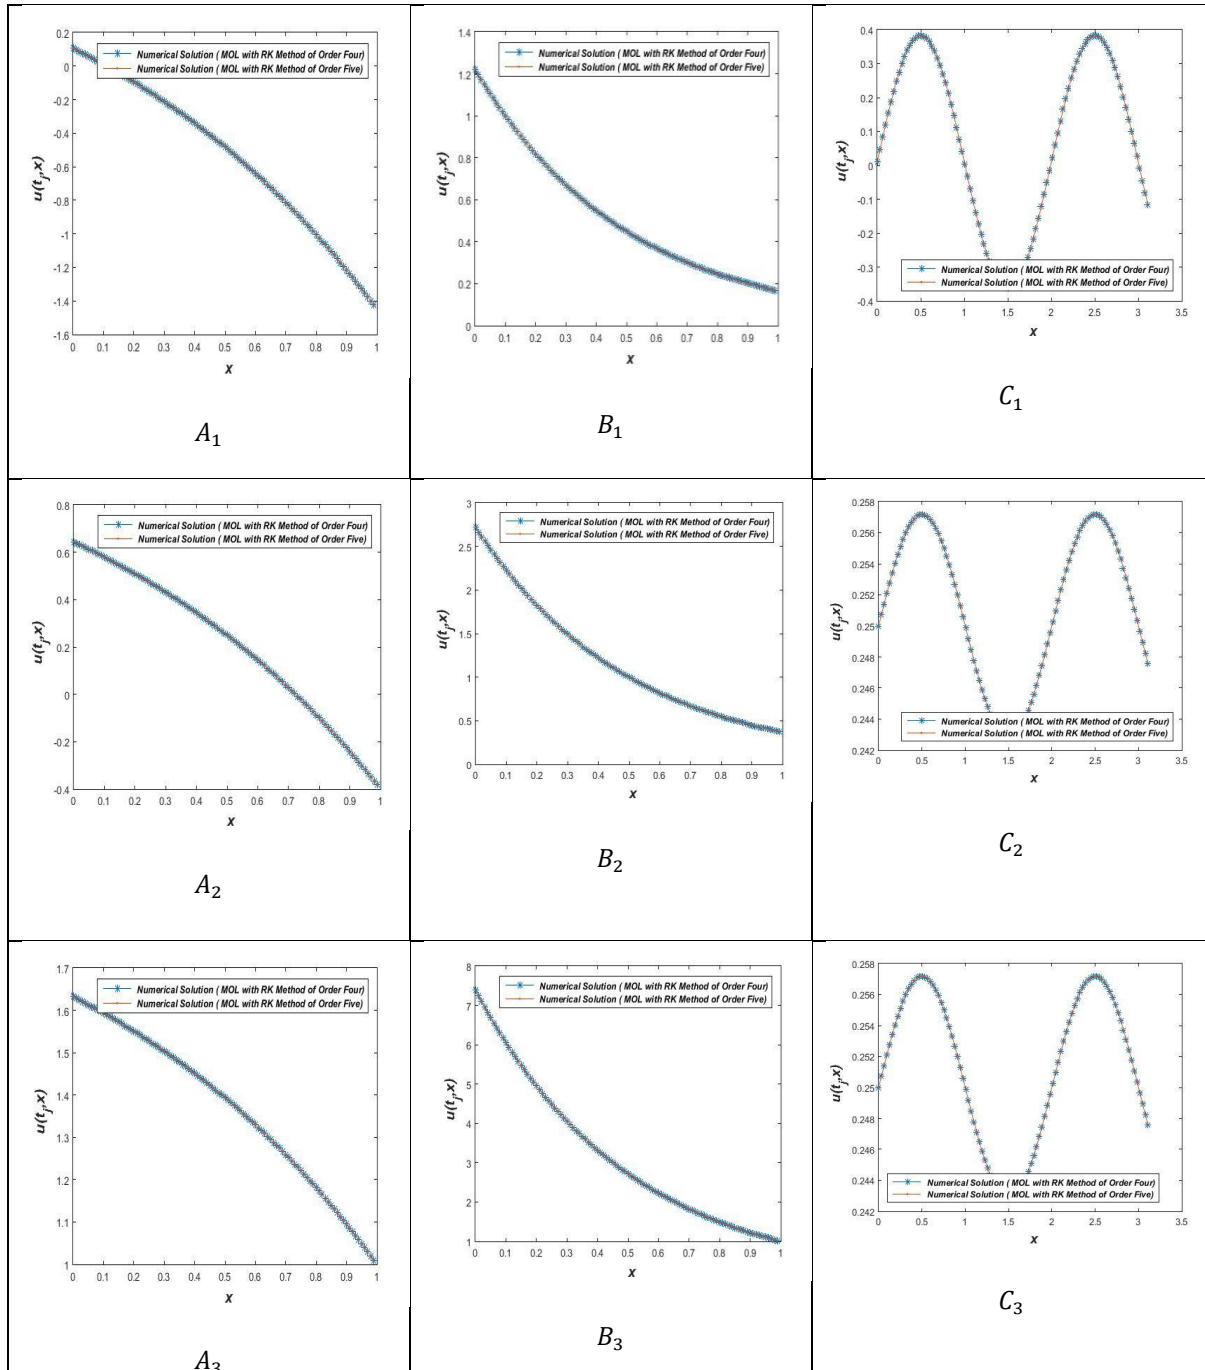 Numerical Solution ( MOL with RK Method of Order Four)
Numerical Solution ( MOL with RK Method of Order Five)
0.2
0
-0.2
-0.4
-0.6
-0.8
-1
-1.2
-1.4
-1.6
u(t_j,x)
0 0.1 0.2 0.3 0.4 0.5 0.6 0.7 0.8 0.9 1
x
A₁
Numerical Solution ( MOL with RK Method of Order Four)
Numerical Solution ( MOL with RK Method of Order Five)
1.4
1.2
1
0.8
0.6
0.4
0.2
0
u(t_j,x)
0 0.1 0.2 0.3 0.4 0.5 0.6 0.7 0.8 0.9 1
x
B₁
0.4
0.3
0.2
0.1
0
-0.1
-0.2
-0.3
-0.4
u(t_j,x)
Numerical Solution ( MOL with RK Method of Order Four)
Numerical Solution ( MOL with RK Method of Order Five)
0 0.5 1 1.5 2 2.5 3 3.5
x
C₁
Numerical Solution ( MOL with RK Method of Order Four)
Numerical Solution ( MOL with RK Method of Order Five)
0.8
0.6
0.4
0.2
0
-0.2
-0.4
u(t_j,x)
0 0.1 0.2 0.3 0.4 0.5 0.6 0.7 0.8 0.9 1
x
A₂
Numerical Solution ( MOL with RK Method of Order Four)
Numerical Solution ( MOL with RK Method of Order Five)
3
2.5
2
1.5
1
0.5
0
u(t_j,x)
0 0.1 0.2 0.3 0.4 0.5 0.6 0.7 0.8 0.9 1
x
B₂
0.258
0.256
0.254
0.252
0.25
0.248
0.246
0.244
0.242
u(t_j,x)
Numerical Solution ( MOL with RK Method of Order Four)
Numerical Solution ( MOL with RK Method of Order Five)
0 0.5 1 1.5 2 2.5 3 3.5
x
C₂
Numerical Solution ( MOL with RK Method of Order Four)
Numerical Solution ( MOL with RK Method of Order Five)
1.7
1.6
1.5
1.4
1.3
1.2
1.1
1
u(t_j,x)
0 0.1 0.2 0.3 0.4 0.5 0.6 0.7 0.8 0.9 1
x
A₃
Numerical Solution ( MOL with RK Method of Order Four)
Numerical Solution ( MOL with RK Method of Order Five)
8
7
6
5
4
3
2
1
u(t_j,x)
0 0.1 0.2 0.3 0.4 0.5 0.6 0.7 0.8 0.9 1
x
B₃
0.258
0.256
0.254
0.252
0.25
0.248
0.246
0.244
0.242
u(t_j,x)
Numerical Solution ( MOL with RK Method of Order Four)
Numerical Solution ( MOL with RK Method of Order Five)
0 0.5 1 1.5 2 2.5 3 3.5
x
C₃